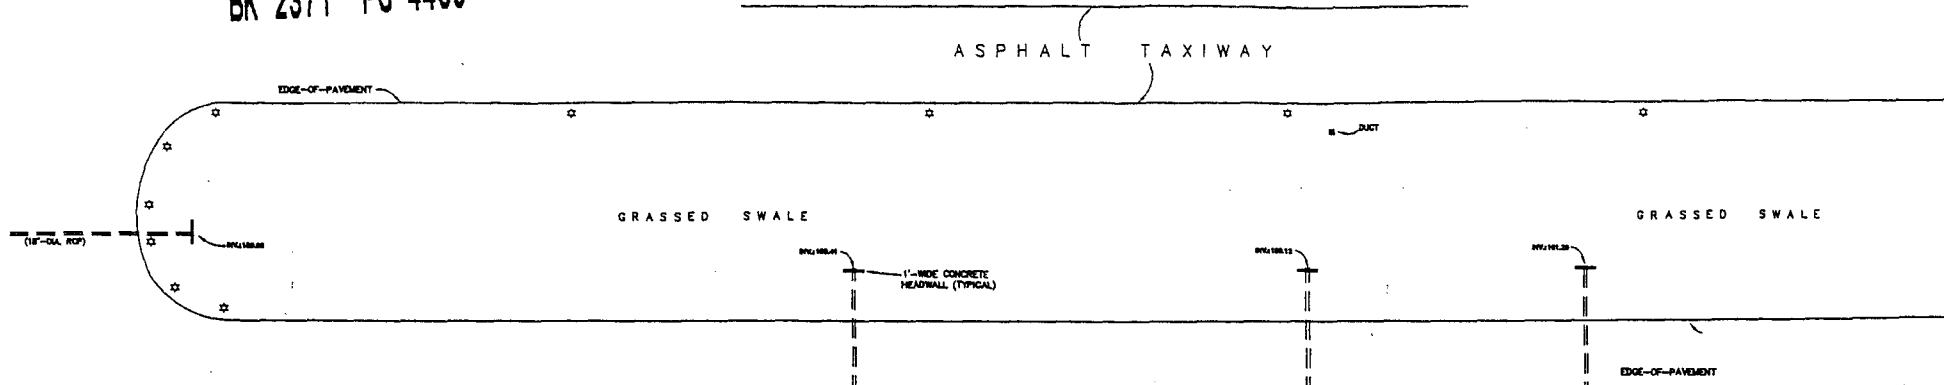 BK 2371 PG 4480
ASPHALT TAXIWAY
EDGE-OF-PAVEMENT
DUCT
GRASSED SWALE
GRASSED SWALE
(18"-DIA. RCP)
1'-WIDE CONCRETE
HEADWALL (TYPICAL)
EDGE-OF-PAVEMENT